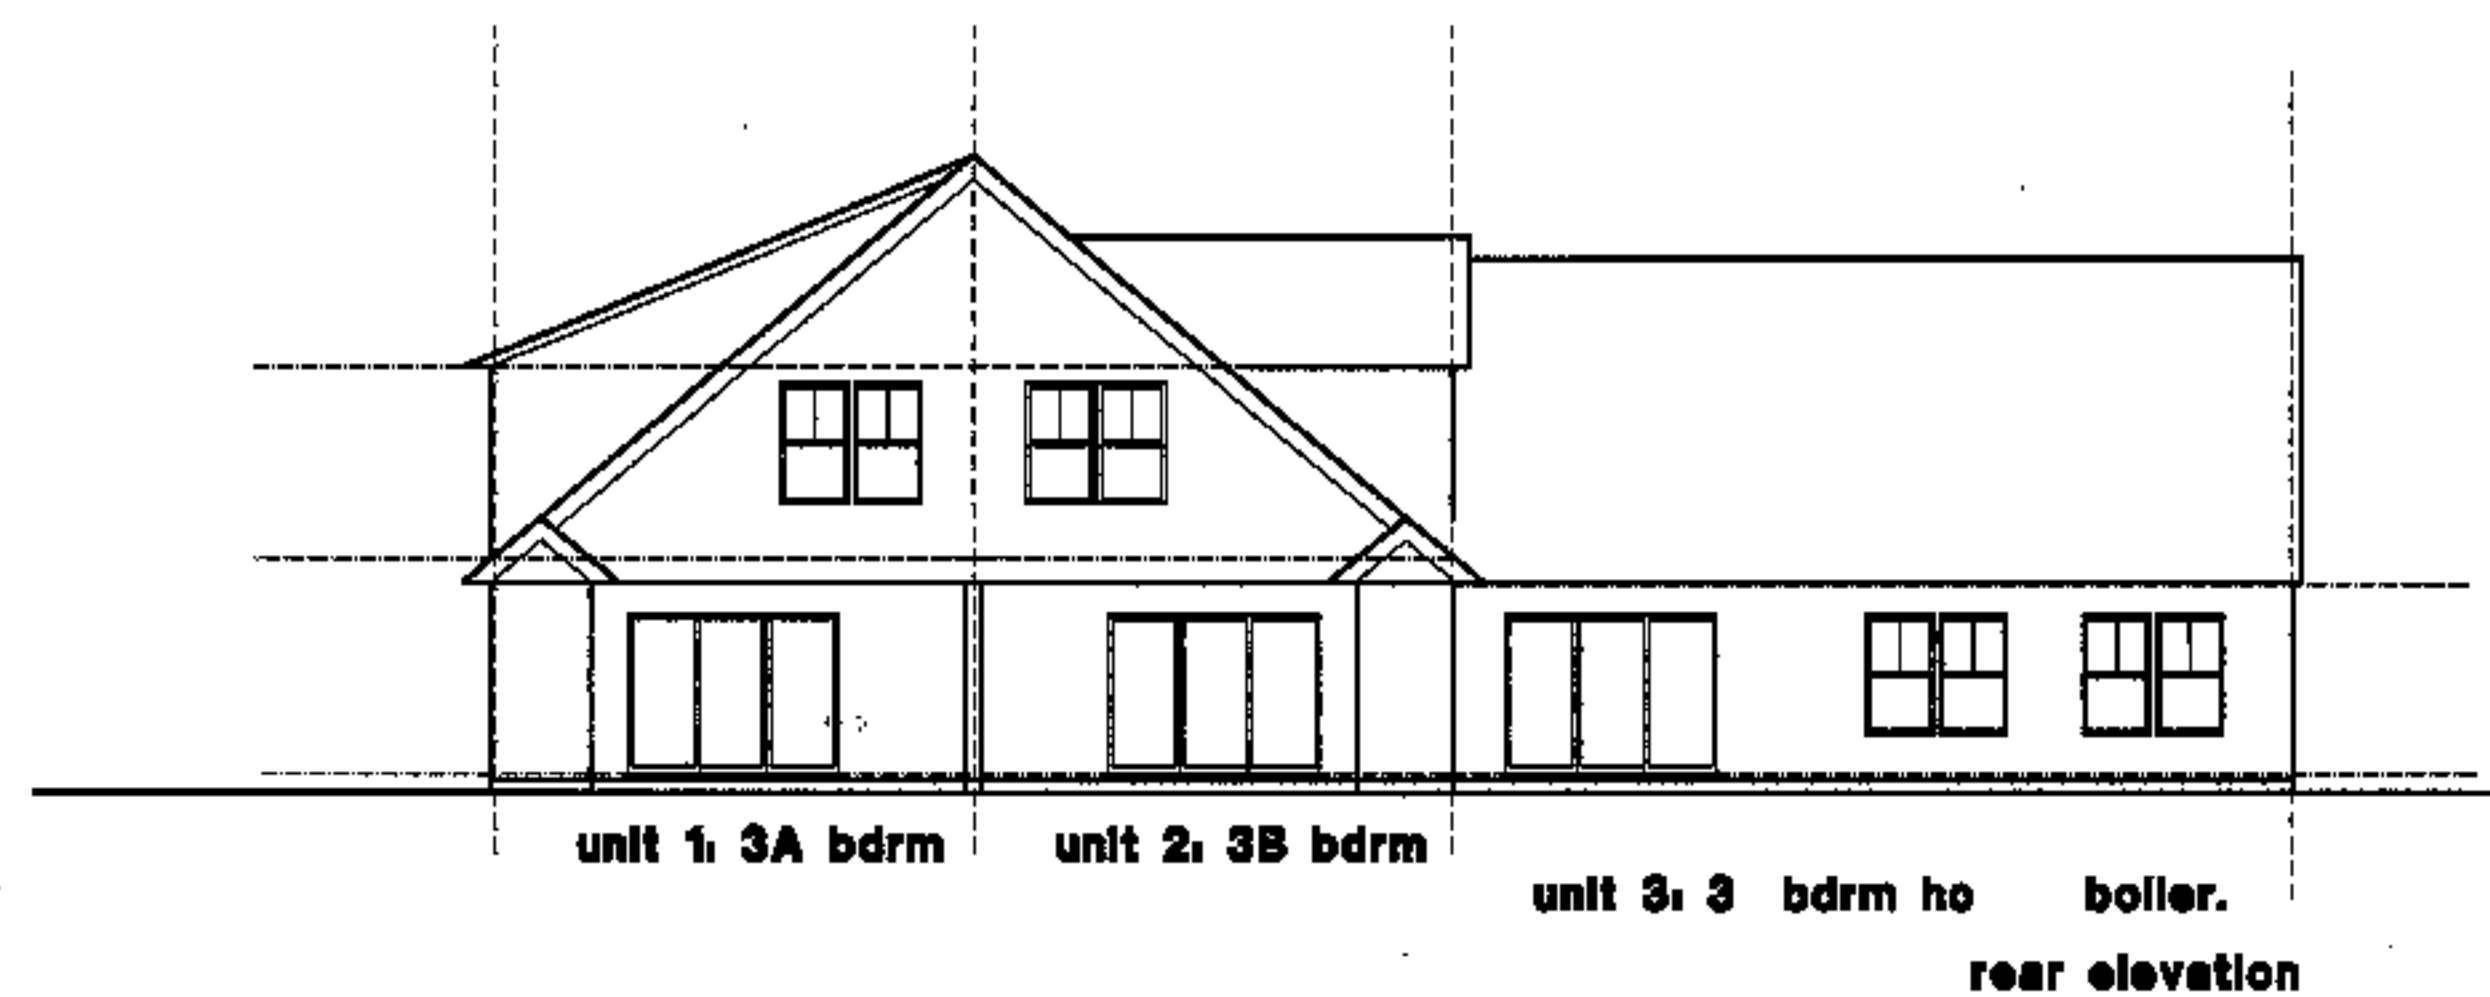 unit 1: 3A bdrm
unit 2: 3B bdrm
unit 3: 3 bdrm ho boiler.
rear elevation